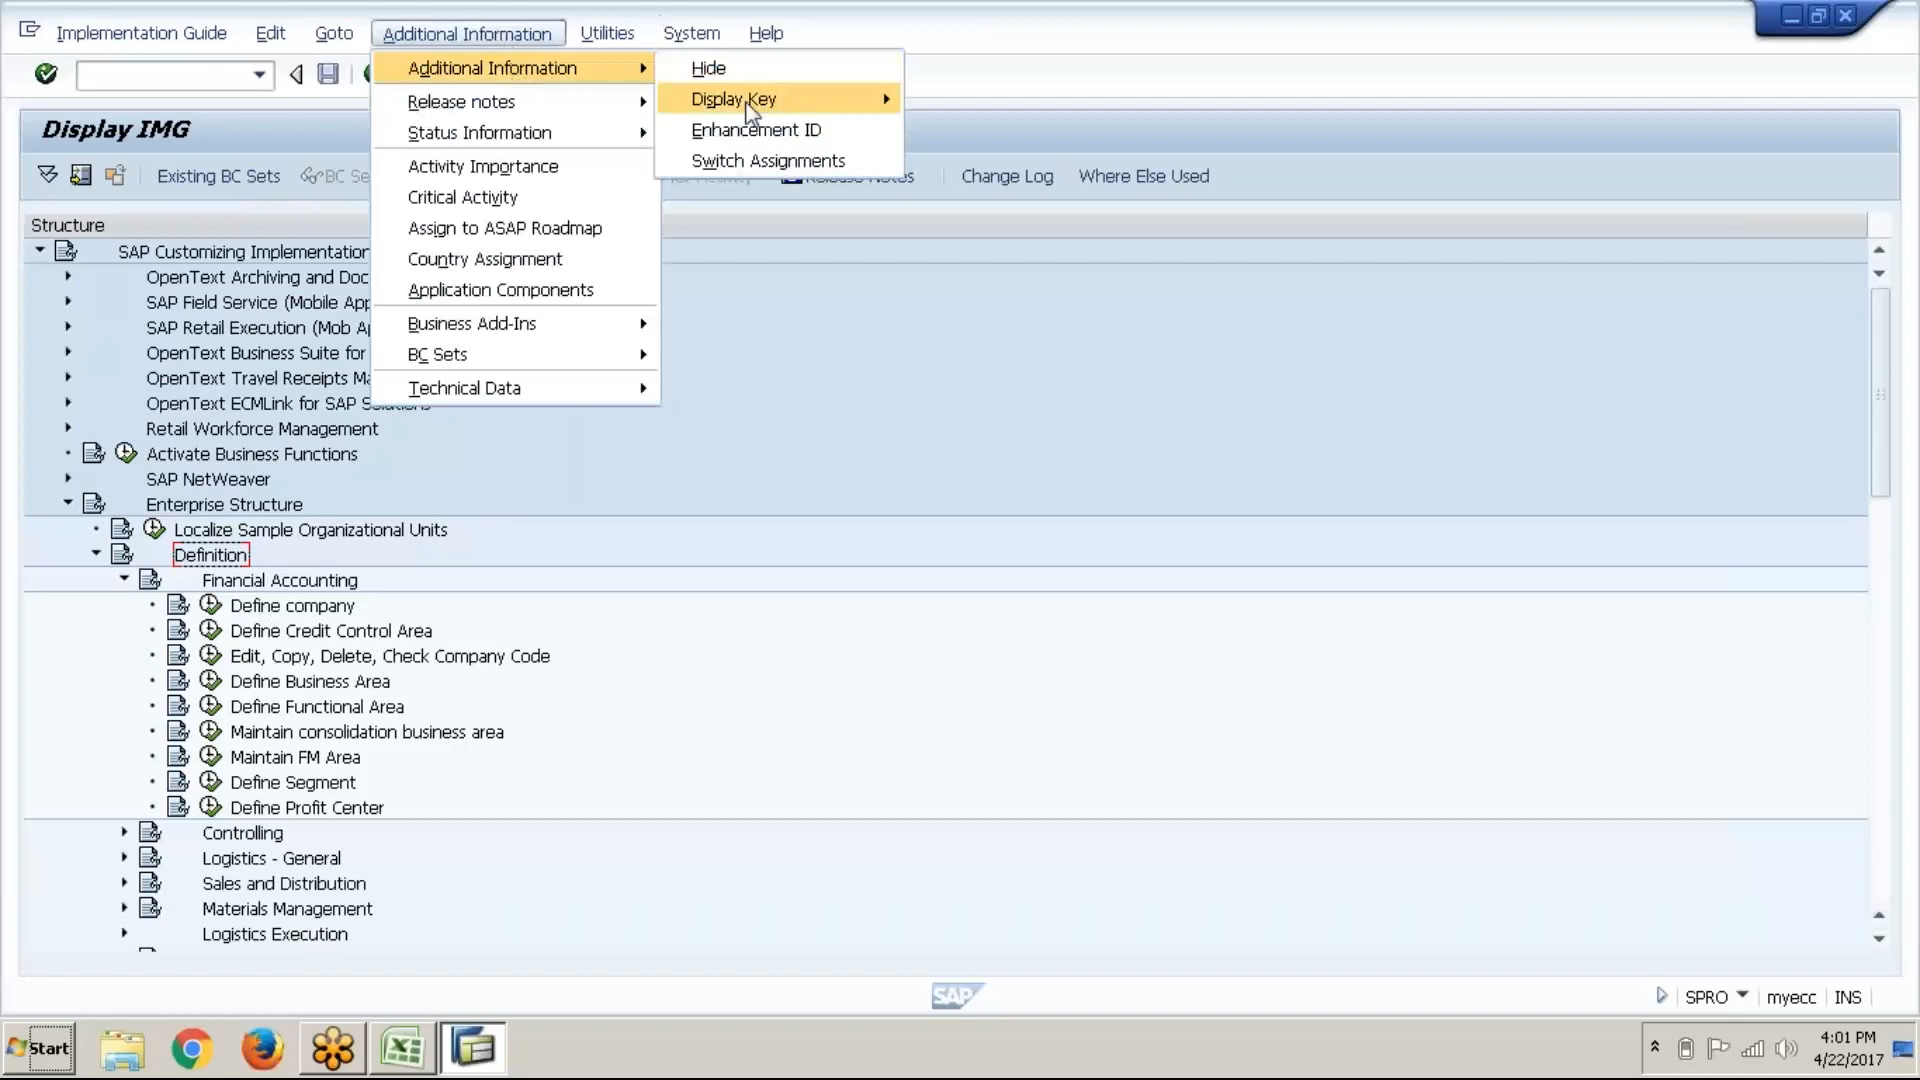 Implementation Guide Edit Goto Additional Information Utilities System Help
Additional Information Hide
Release notes Display Key
Status Information Enhancement ID
Activity Importance Switch Assignments
Critical Activity
Assign to ASAP Roadmap
Country Assignment
Application Components
Business Add-Ins
BC Sets
Technical Data
Display IMG
Existing BC Sets BC Se Release Notes Change Log Where Else Used
Structure
SAP Customizing Implementation
OpenText Archiving and Doc
SAP Field Service (Mobile App
SAP Retail Execution (Mob A
OpenText Business Suite for
OpenText Travel Receipts Ma
OpenText ECMLink for SAP Solutions
Retail Workforce Management
Activate Business Functions
SAP NetWeaver
Enterprise Structure
Localize Sample Organizational Units
Definition
Financial Accounting
Define company
Define Credit Control Area
Edit, Copy, Delete, Check Company Code
Define Business Area
Define Functional Area
Maintain consolidation business area
Maintain FM Area
Define Segment
Define Profit Center
Controlling
Logistics - General
Sales and Distribution
Materials Management
Logistics Execution
SAP
SPRO myecc INS
Start
4:01 PM
4/22/2017